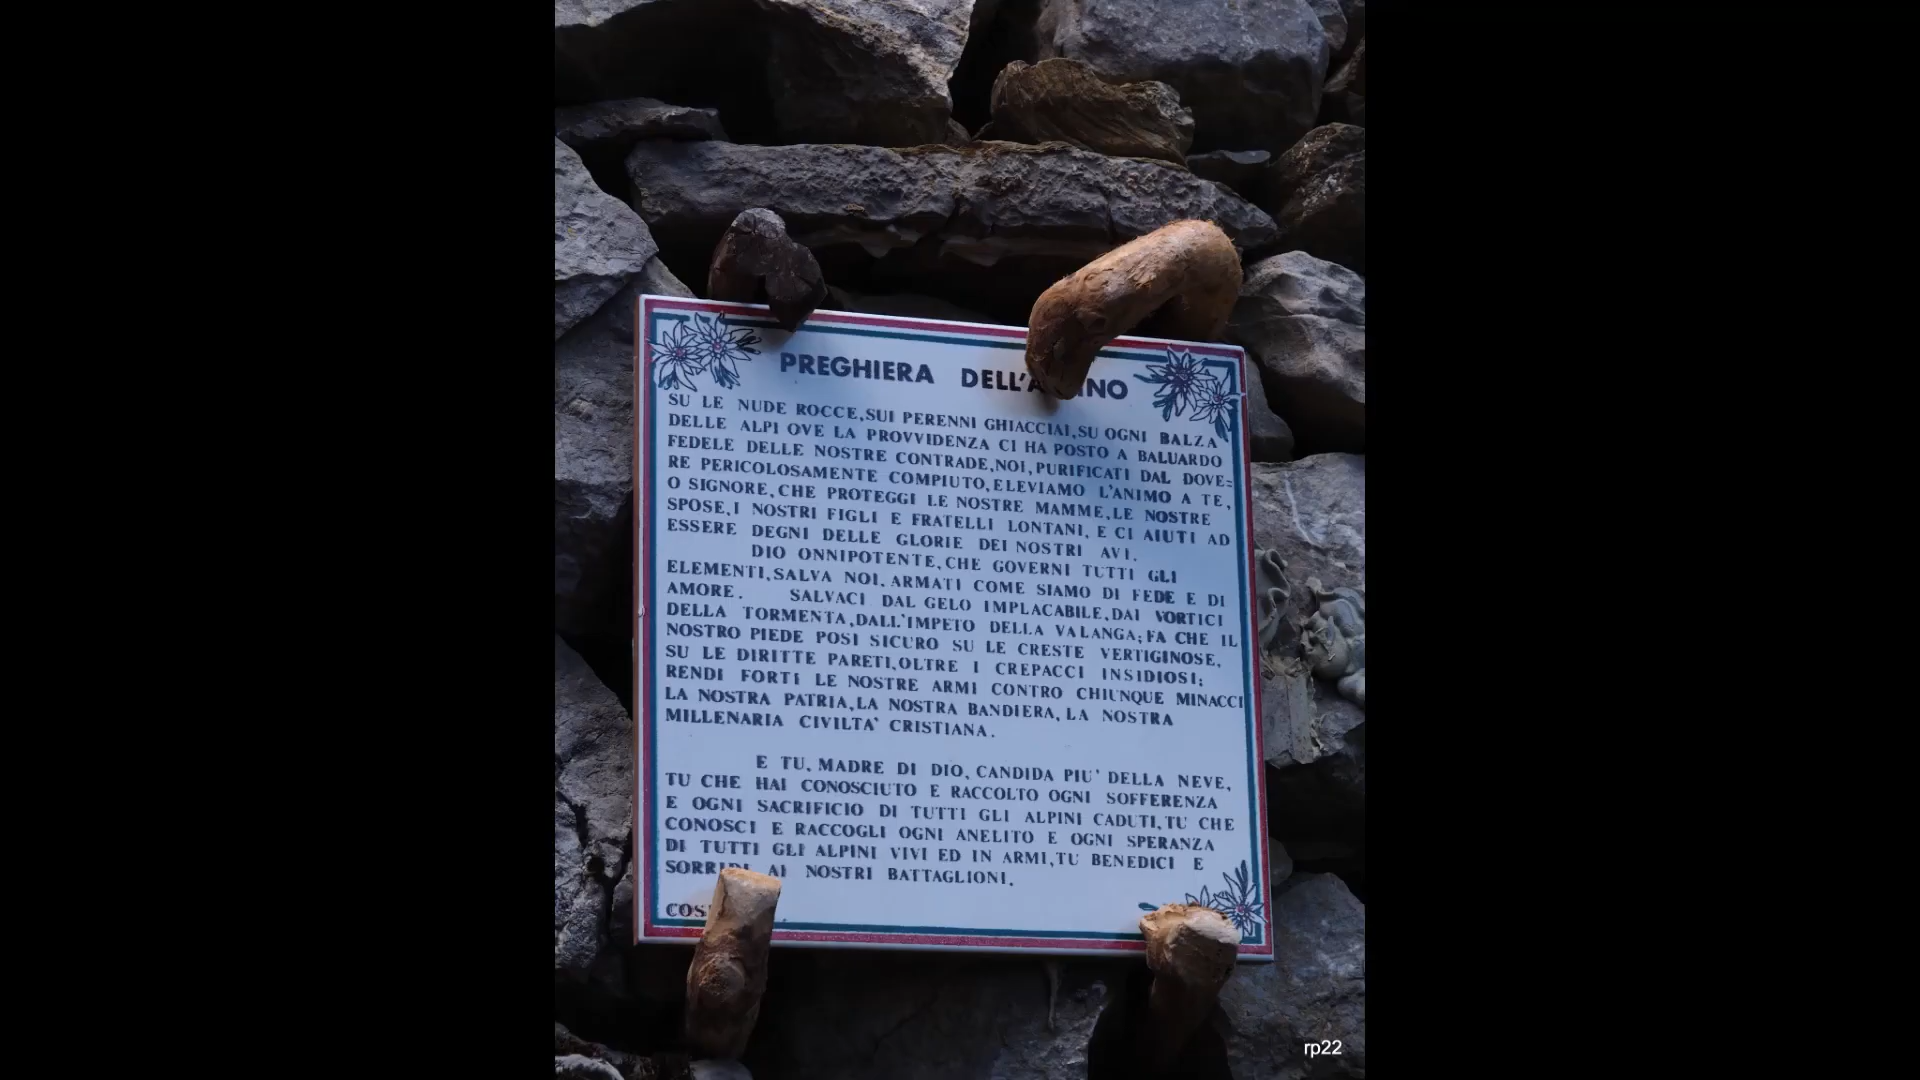 PREGHIERA DELL'A INO
SU LE NUDE ROCCE, SUI PERENNI GHIACCIAI, SU OGNI BALZA
DELLE ALPI OVE LA PROVVIDENZA CI HA POSTO A BALUARDO
FEDELE DELLE NOSTRE CONTRADE, NOI, PURIFICATI DAL DOVE=
RE PERICOLOSAMENTE COMPIUTO, ELEVIAMO L'ANIMO A TE,
O SIGNORE, CHE PROTEGGI LE NOSTRE MAMME, LE NOSTRE
SPOSE, I NOSTRI FIGLI E FRATELLI LONTANI, E CI AIUTI AD
ESSERE DEGNI DELLE GLORIE DEI NOSTRI AVI.
DIO ONNIPOTENTE, CHE GOVERNI TUTTI GLI
ELEMENTI, SALVA NOI, ARMATI COME SIAMO DI FEDE E DI
AMORE. SALVACI DAL GELO IMPLACABILE, DAI VORTICI
DELLA TORMENTA, DALL'IMPETO DELLA VALANGA; FA CHE IL
NOSTRO PIEDE POSI SICURO SU LE CRESTE VERTIGINOSE,
SU LE DIRITTE PARETI, OLTRE I CREPACCI INSIDIOSI;
RENDI FORTI LE NOSTRE ARMI CONTRO CHIUNQUE MINACCI
LA NOSTRA PATRIA, LA NOSTRA BANDIERA, LA NOSTRA
MILLENARIA CIVILTA' CRISTIANA.
E TU, MADRE DI DIO, CANDIDA PIU' DELLA NEVE,
TU CHE HAI CONOSCIUTO E RACCOLTO OGNI SOFFERENZA
E OGNI SACRIFICIO DI TUTTI GLI ALPINI CADUTI, TU CHE
CONOSCI E RACCOGLI OGNI ANELITO E OGNI SPERANZA
DI TUTTI GLI ALPINI VIVI ED IN ARMI, TU BENEDICI E
SORRIDI AI NOSTRI BATTAGLIONI.
COS
rp22